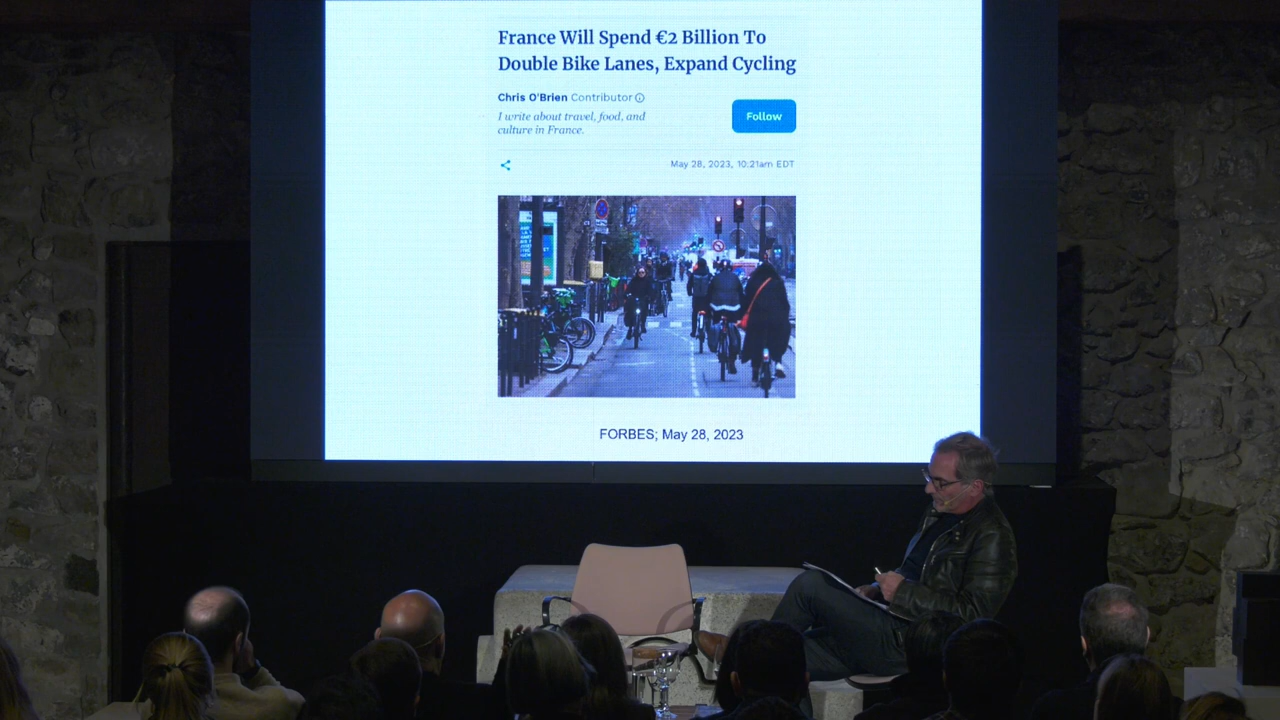 France Will Spend €2 Billion To
Double Bike Lanes, Expand Cycling
Chris O'Brien Contributor
I write about travel, food, and
culture in France.
Follow
May 28, 2023, 10:21am EDT
FORBES; May 28, 2023